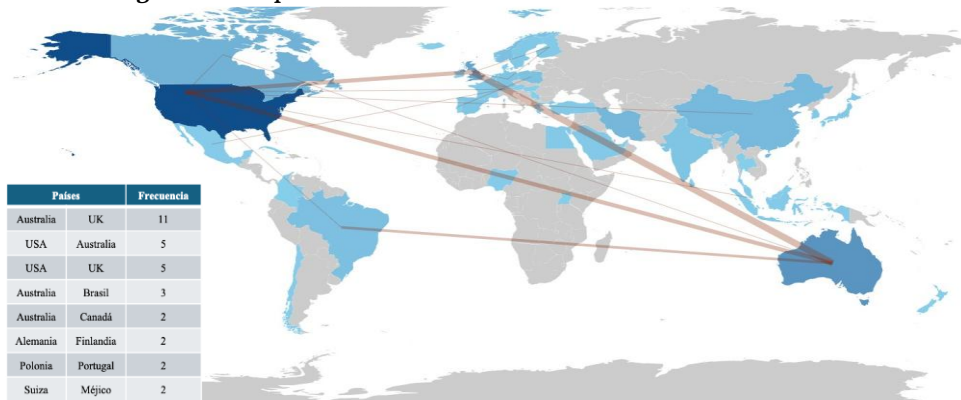 Países Frecuencia
Australia UK 11
USA Australia 5
USA UK 5
Australia Brasil 3
Australia Canadá 2
Alemania Finlandia 2
Polonia Portugal 2
Suiza Méjico 2